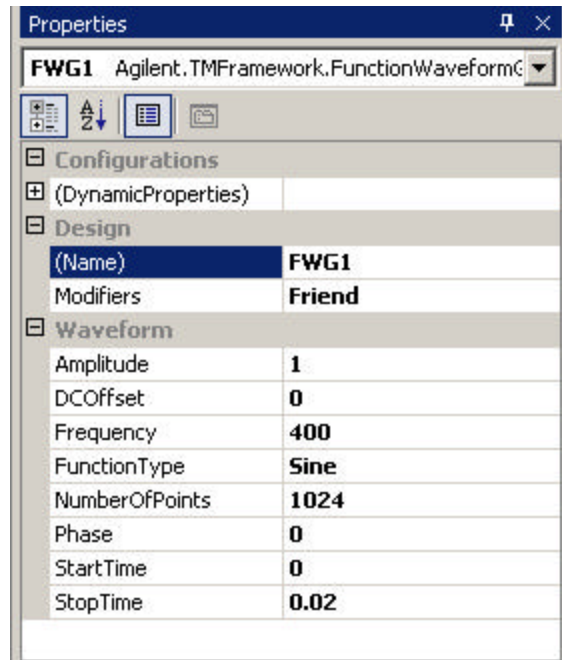 Properties
FWG1 Agilent.TMFramework.FunctionWaveformG
Configurations
(DynamicProperties)
Design
(Name) FWG1
Modifiers Friend
Waveform
Amplitude 1
DCOffset 0
Frequency 400
FunctionType Sine
NumberOfPoints 1024
Phase 0
StartTime 0
StopTime 0.02